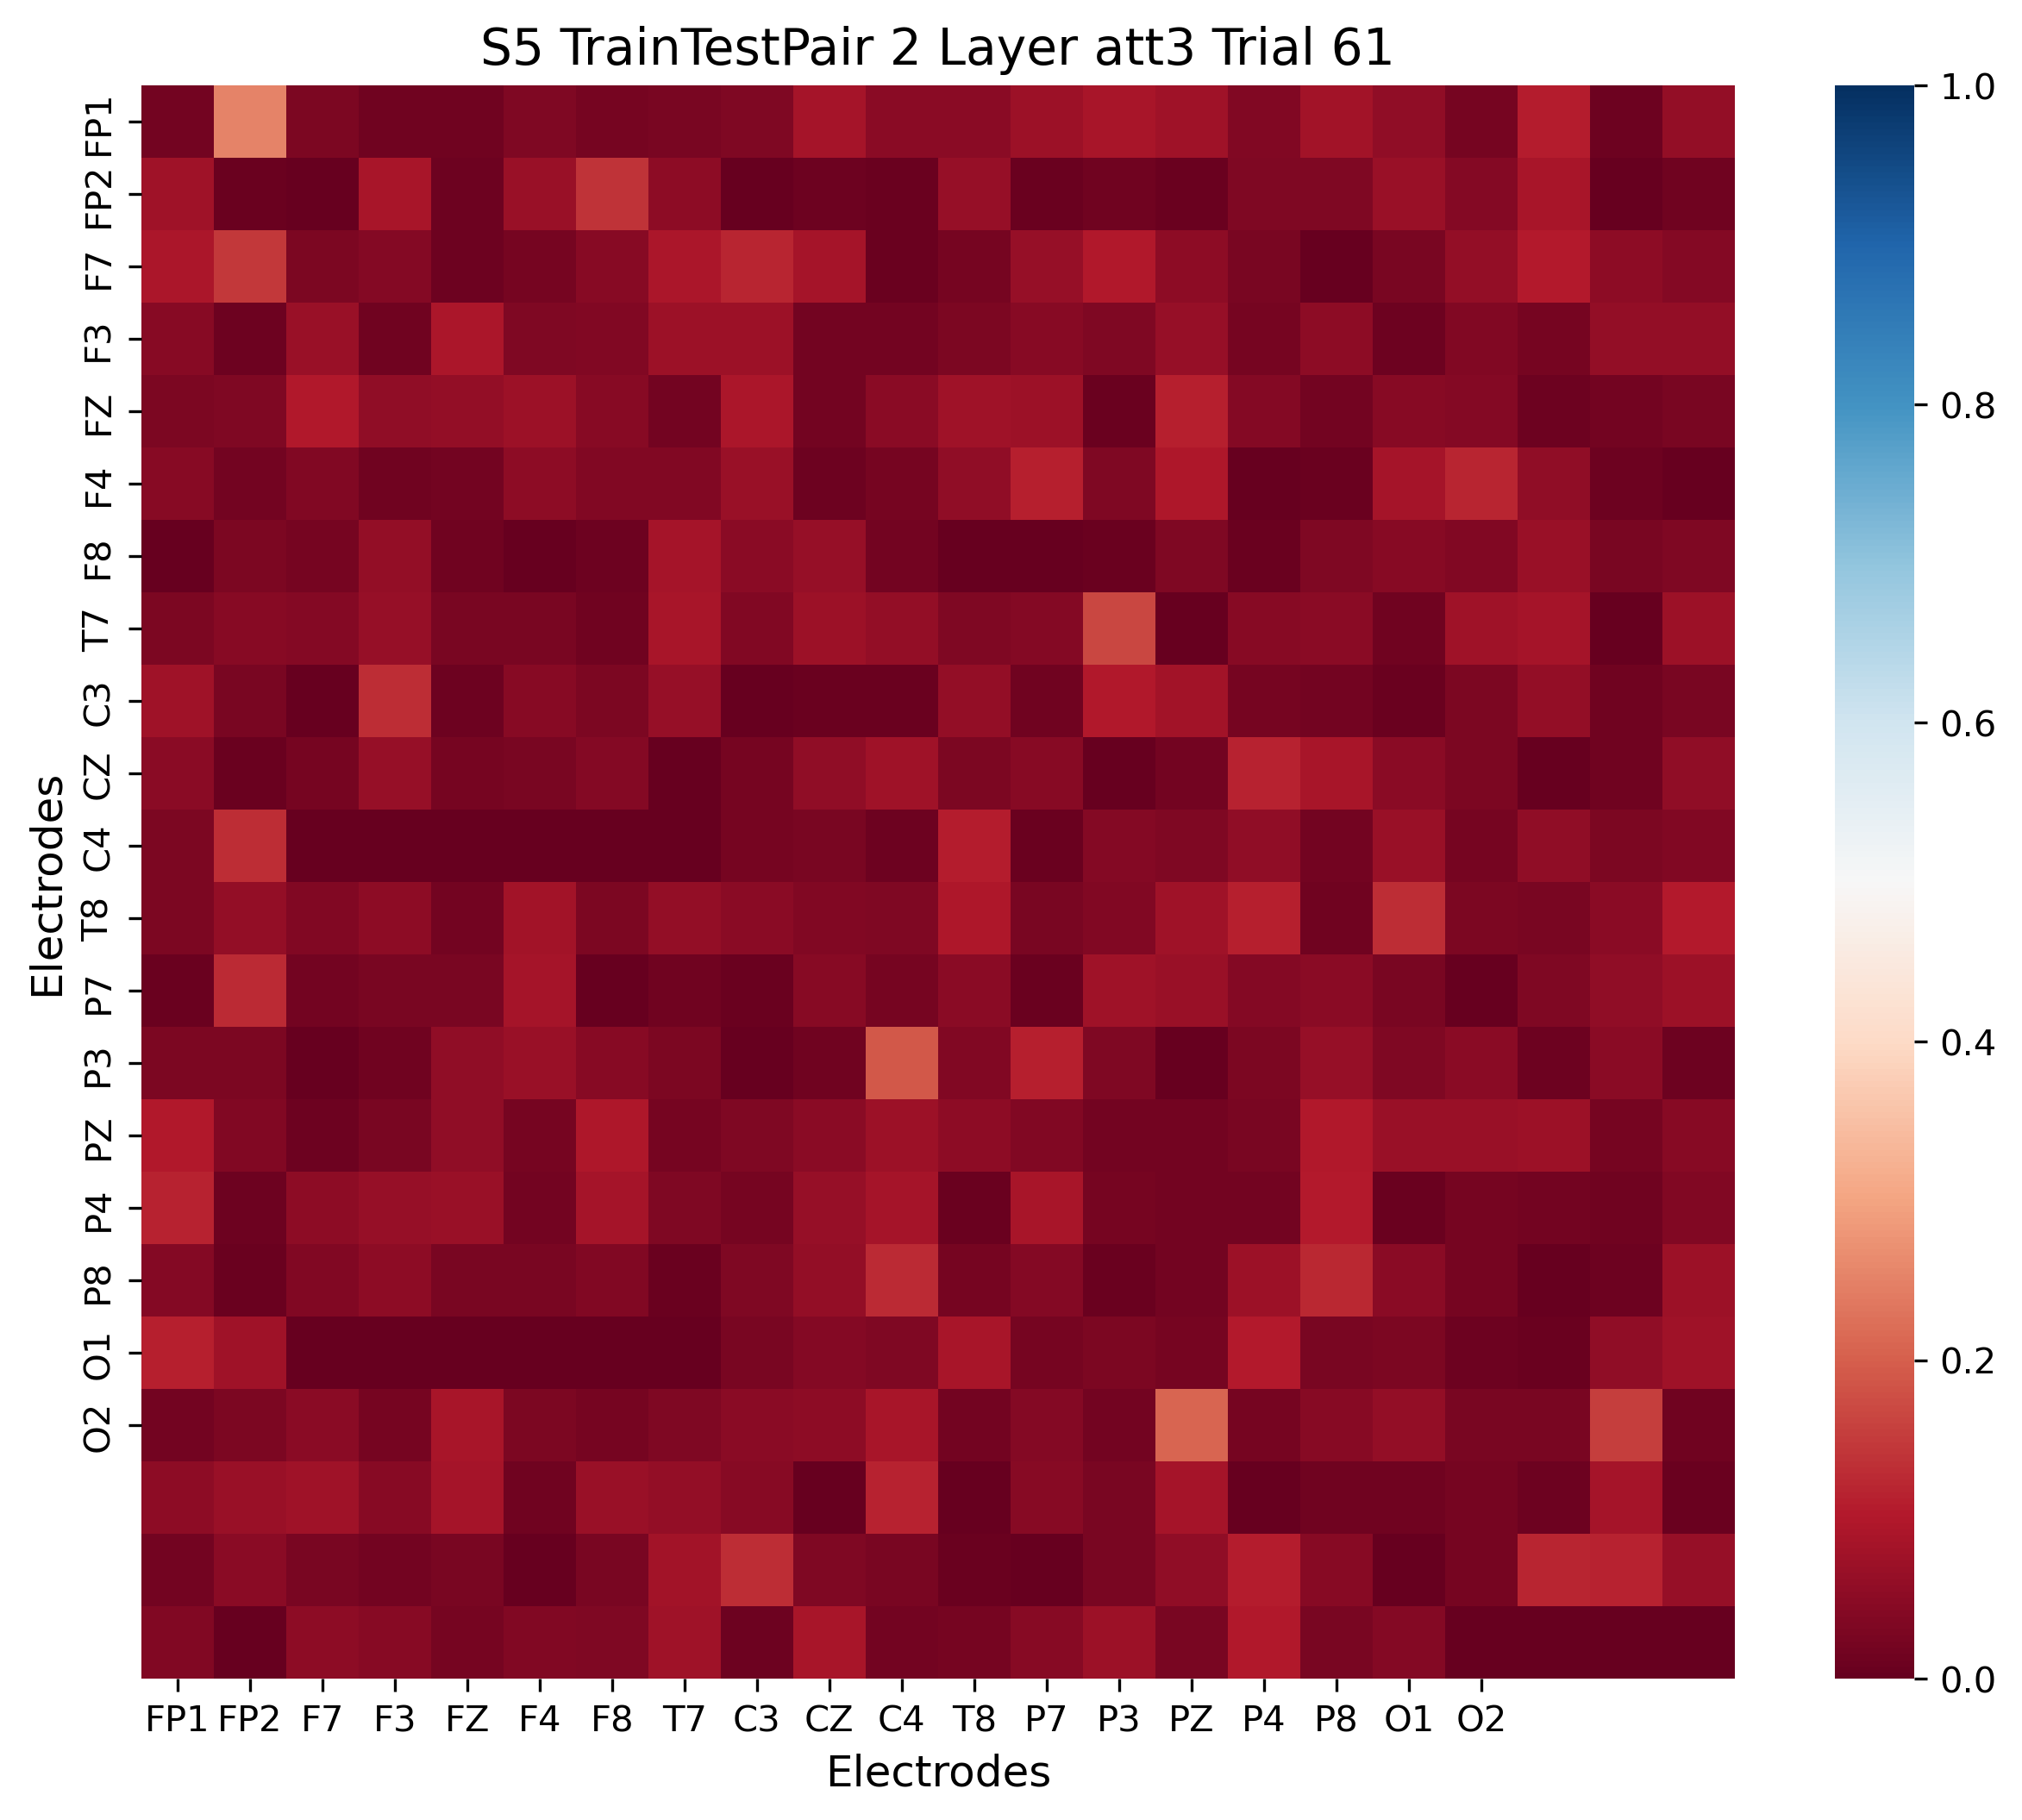 S5 TrainTestPair 2 Layer att3 Trial 61
Electrodes
FP1
FP2
F7
F3
FZ
F4
F8
T7
C3
CZ
C4
T8
P7
P3
PZ
P4
P8
O1
O2
FP1 FP2 F7 F3 FZ F4 F8 T7 C3 CZ C4 T8 P7 P3 PZ P4 P8 O1 O2
Electrodes
1.0
0.8
0.6
0.4
0.2
0.0